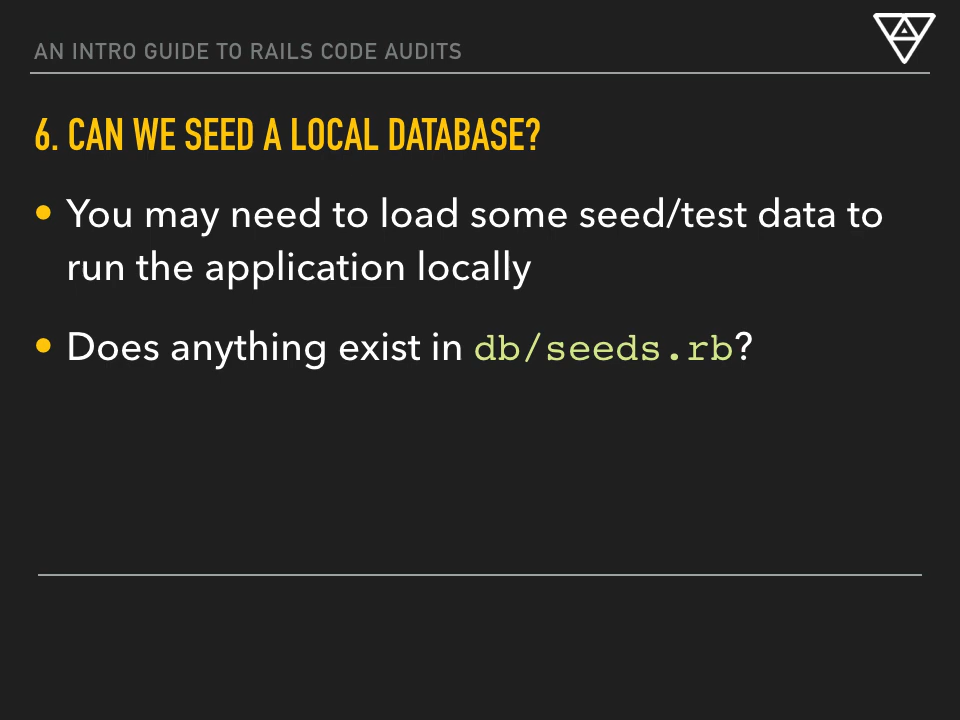 AN INTRO GUIDE TO RAILS CODE AUDITS
6. CAN WE SEED A LOCAL DATABASE?
• You may need to load some seed/test data to
run the application locally
• Does anything exist in db/seeds.rb?